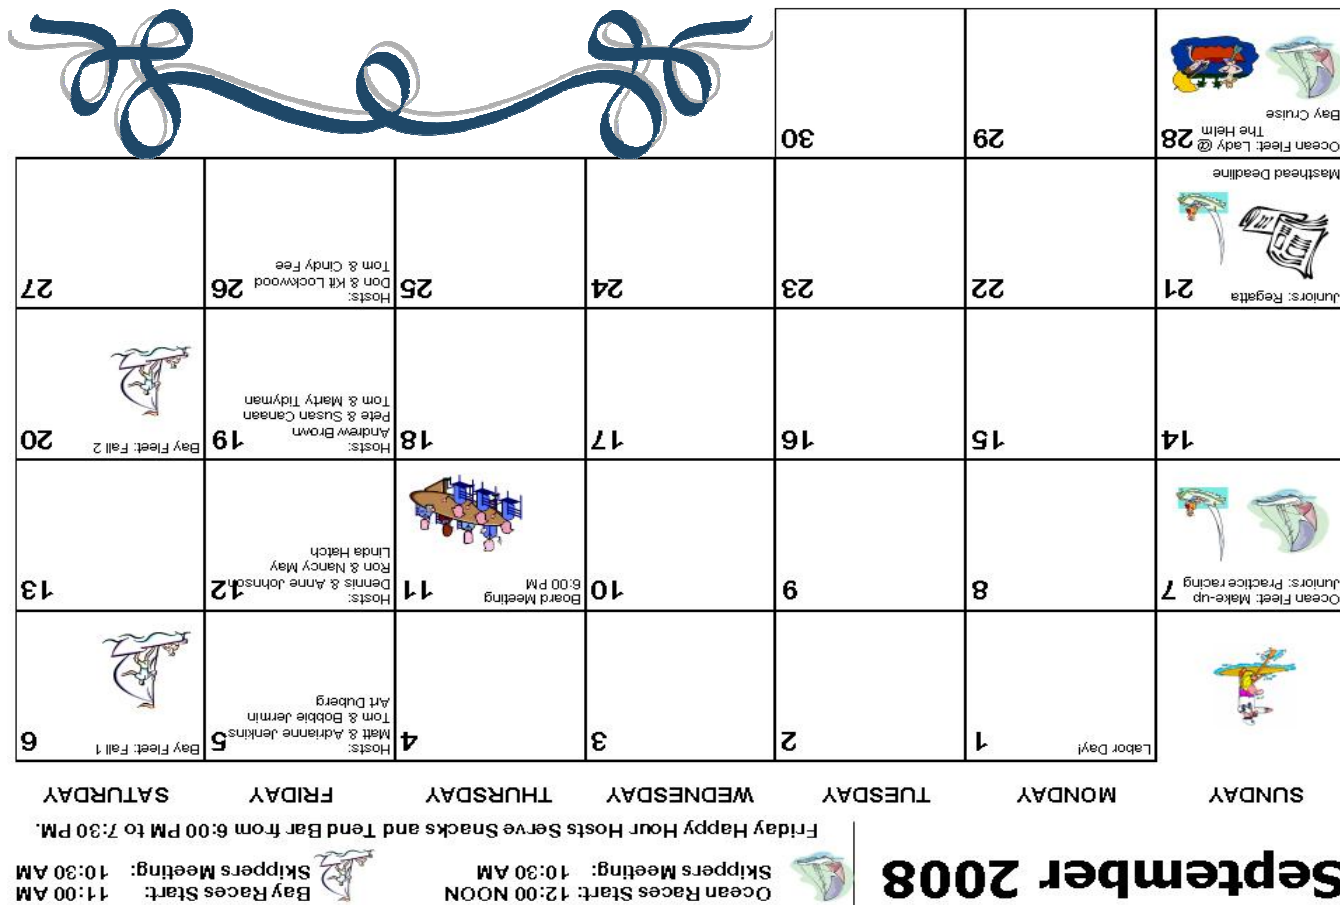 September 2008
Ocean Races Start: 12:00 NOON
Skippers Meeting: 10:30 AM
Bay Races Start: 11:00 AM
Skippers Meeting: 10:30 AM
Friday Happy Hour Hosts Serve Snacks and Tend Bar from 6:00 PM to 7:30 PM.
SUNDAY MONDAY TUESDAY WEDNESDAY THURSDAY FRIDAY SATURDAY
Labor Day!
1
2
3
4
Hosts:
Matt & Adrianne Jenkins
Tom & Bobbie Jermin
Art Duberg
5
Bay Fleet: Fall 1
6
Ocean Fleet: Make-up
Juniors: Practice racing
7
8
9
10
Board Meeting
6:00 PM
11
Hosts:
Dennis & Anne Johnson
Ron & Nancy May
Linda Hatch
12
13
14
15
16
17
18
Hosts:
Andrew Brown
Pete & Susan Canaan
Tom & Marty Tidyman
19
Bay Fleet: Fall 2
20
Juniors: Regatta
21
Masthead Deadline
22
23
24
25
Hosts:
Don & Kit Lockwood
Tom & Cindy Fee
26
27
Ocean Fleet: Lady @
The Helm
28
Bay Cruise
29
30